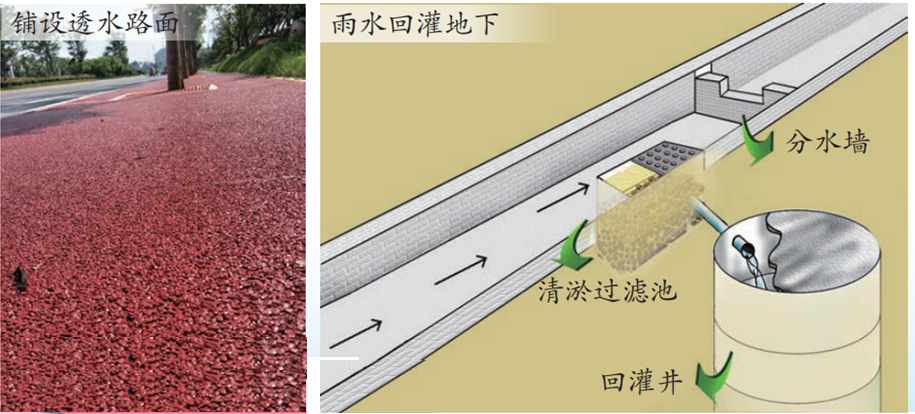 铺设透水路面
雨水回灌地下
分水墙
清淤过滤池
回灌井